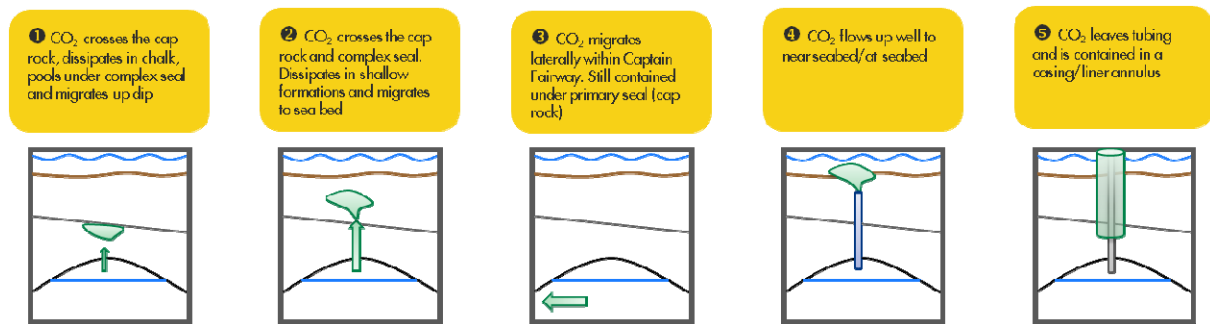 ❶ CO₂ crosses the cap
rock, dissipates in chalk,
pools under complex seal
and migrates up dip
❷ CO₂ crosses the cap
rock and complex seal.
Dissipates in shallow
formations and migrates
to sea bed
❸ CO₂ migrates
laterally within Captain
Fairway. Still contained
under primary seal (cap
rock)
❹ CO₂ flows up well to
near seabed/at seabed
❺ CO₂ leaves tubing
and is contained in a
casing/liner annulus